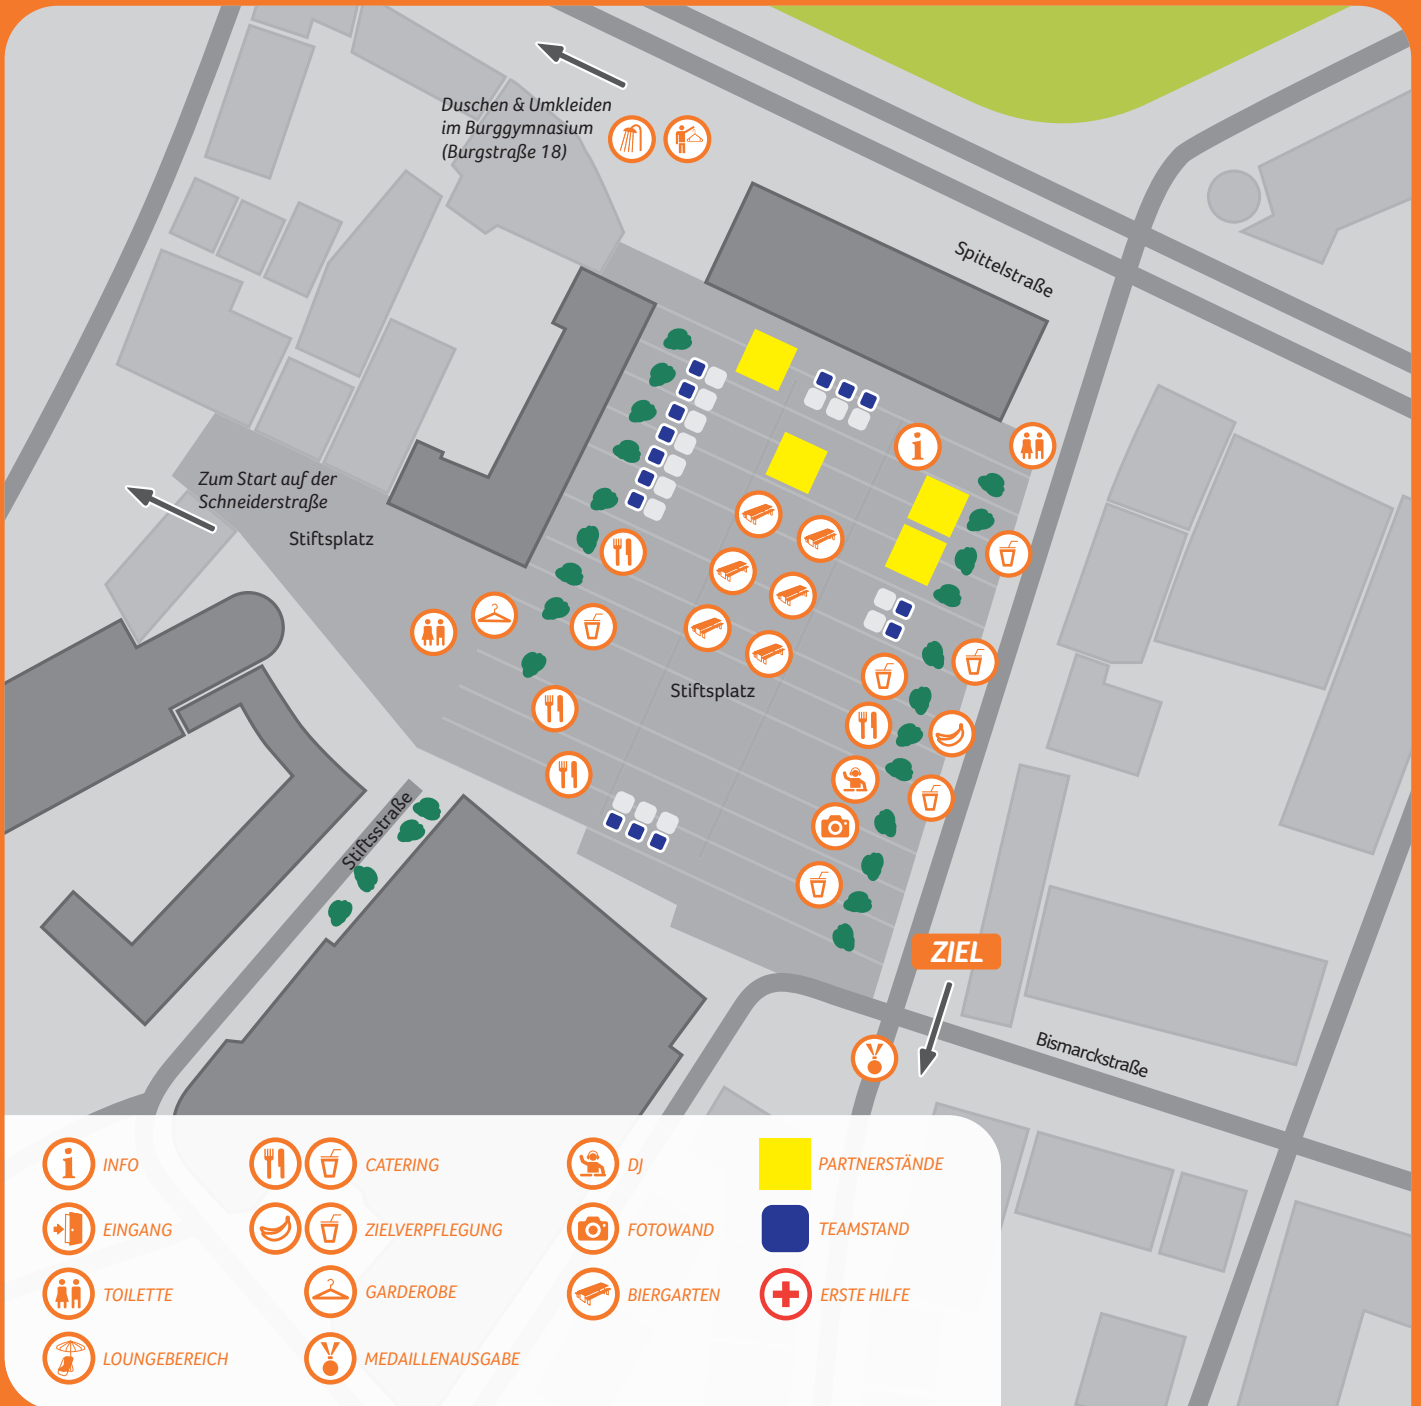 Duschen & Umkleiden
im Burggymnasium
(Burgstraße 18)
Spittelstraße
Zum Start auf der
Schneiderstraße
Stiftsplatz
Stiftsplatz
Stiftsstraße
ZIEL
Bismarckstraße
INFO
CATERING
DJ
PARTNERSTÄNDE
EINGANG
ZIELVERPFLEGUNG
FOTOWAND
TEAMSTAND
TOILETTE
GARDEROBE
BIERGARTEN
ERSTE HILFE
LOUNGEBEREICH
MEDAILLENAUSGABE